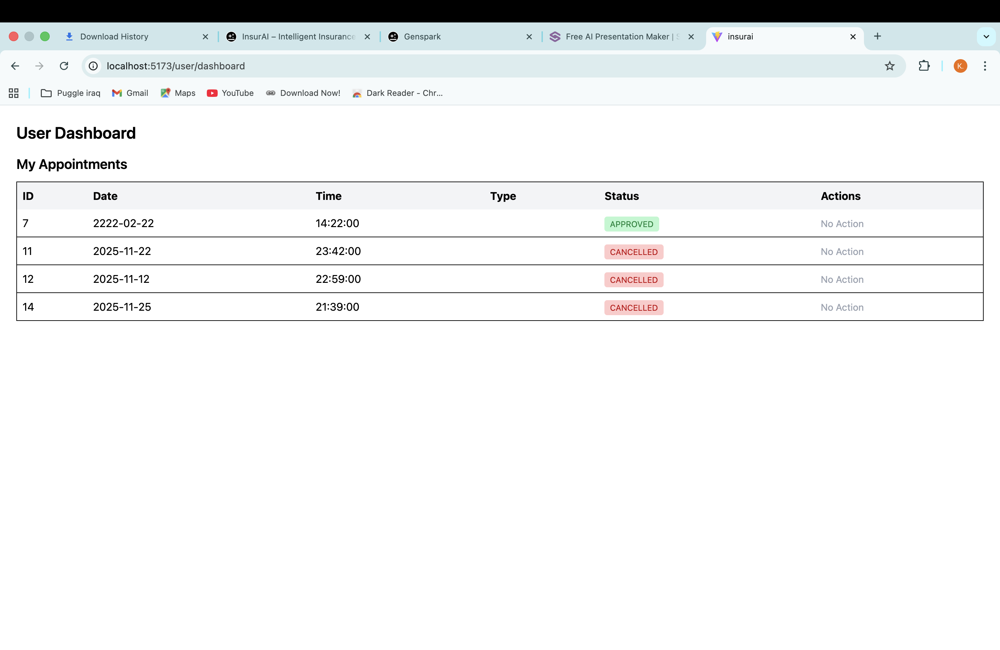 Download History
InsurAI – Intelligent Insurance
Genspark
Free AI Presentation Maker |
insurai
localhost:5173/user/dashboard
K.
Puggle iraq
Gmail
Maps
YouTube
Download Now!
Dark Reader - Chr...
User Dashboard
My Appointments
ID Date Time Type Status Actions
7 2222-02-22 14:22:00 APPROVED No Action
11 2025-11-22 23:42:00 CANCELLED No Action
12 2025-11-12 22:59:00 CANCELLED No Action
14 2025-11-25 21:39:00 CANCELLED No Action